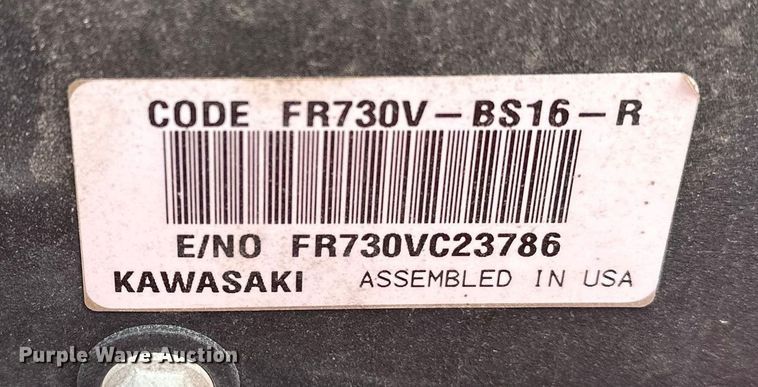 CODE FR730V-BS16-R
E/NO FR730VC23786
KAWASAKI ASSEMBLED IN USA
Purple Wave Auction